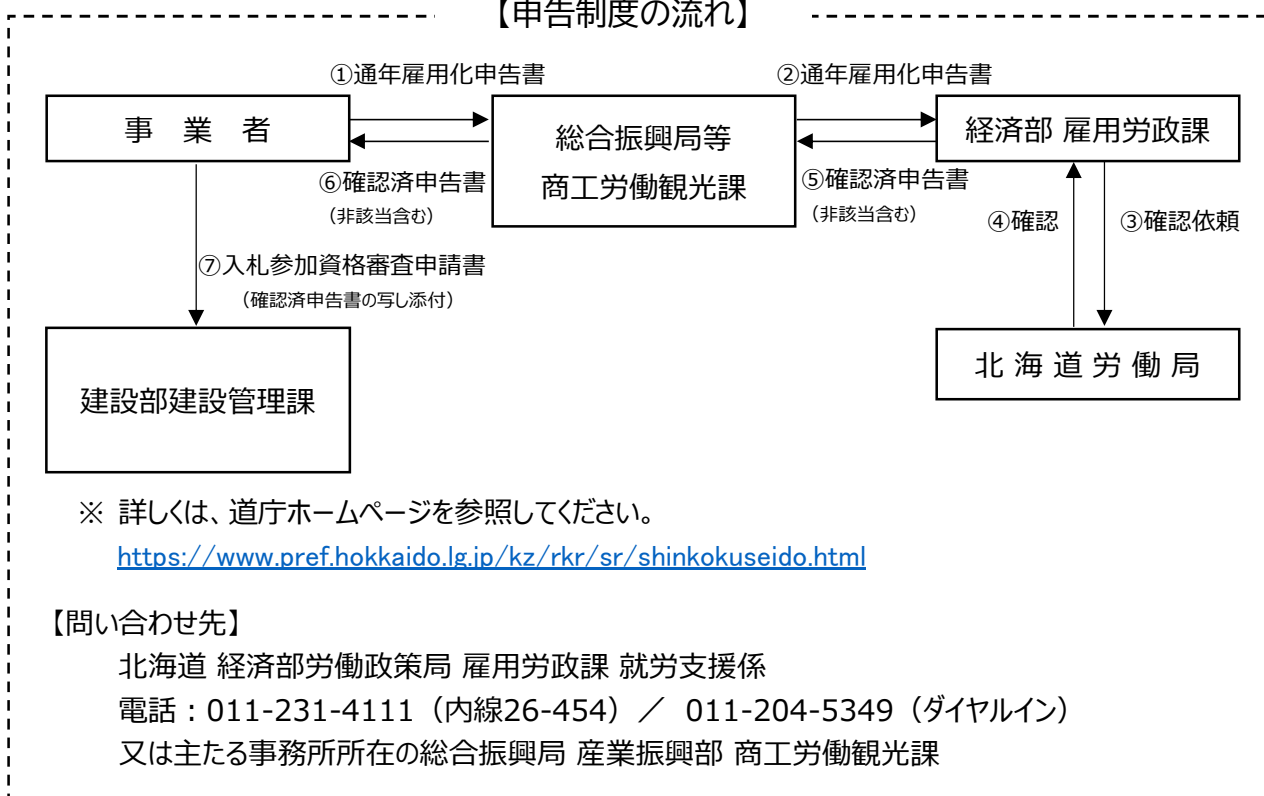 【申告制度の流れ】
①通年雇用化申告書
②通年雇用化申告書
事 業 者
総合振興局等
商工労働観光課
経済部 雇用労政課
⑥確認済申告書
(非該当含む)
⑤確認済申告書
(非該当含む)
④確認
③確認依頼
⑦入札参加資格審査申請書
(確認済申告書の写し添付)
建設部建設管理課
北 海 道 労 働 局
※ 詳しくは、道庁ホームページを参照してください。
https://www.pref.hokkaido.lg.jp/kz/rkr/sr/shinkokuseido.html
【問い合わせ先】
北海道 経済部労働政策局 雇用労政課 就労支援係
電話：011-231-4111（内線26-454）／ 011-204-5349（ダイヤルイン）
又は主たる事務所所在の総合振興局 産業振興部 商工労働観光課